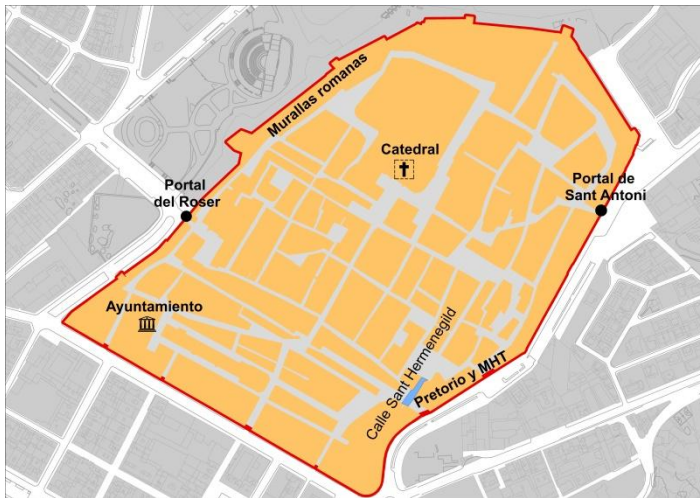 Murallas romanas
Catedral
Portal
del Roser
Portal de
Sant Antoni
Ayuntamiento
Calle Sant Hermenegild
Pretorio y MHT